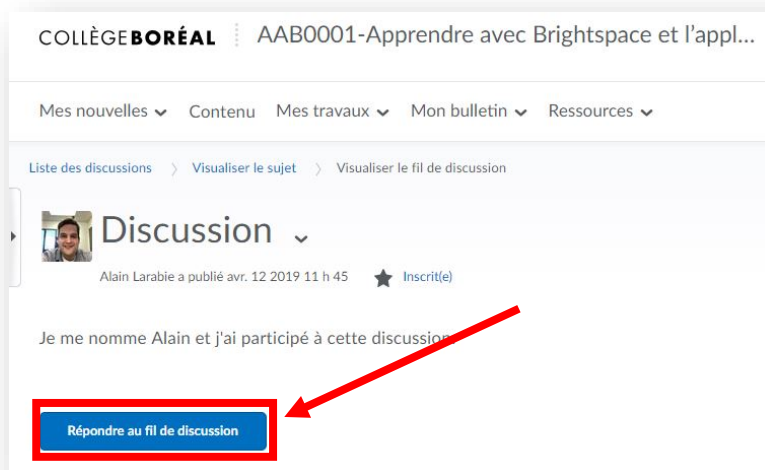 COLLÈGEBORÉAL AAB0001-Apprendre avec Brightspace et l'appl...
Mes nouvelles Contenu Mes travaux Mon bulletin Ressources
Liste des discussions Visualiser le sujet Visualiser le fil de discussion
Discussion
Alain Larabie a publié avr. 12 2019 11 h 45 Inscrit(e)
Je me nomme Alain et j'ai participé à cette discussion
Répondre au fil de discussion